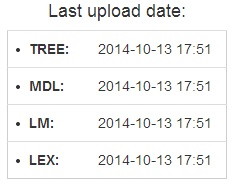 Last upload date:
• TREE: 2014-10-13 17:51
• MDL: 2014-10-13 17:51
• LM: 2014-10-13 17:51
• LEX: 2014-10-13 17:51